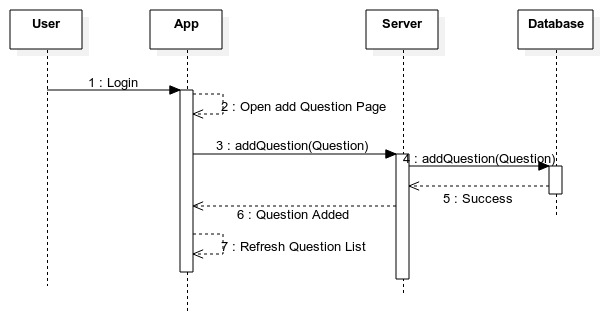 User
App
Server
Database
1 : Login
2 : Open add Question Page
3 : addQuestion(Question)
4 : addQuestion(Question)
5 : Success
6 : Question Added
7 : Refresh Question List